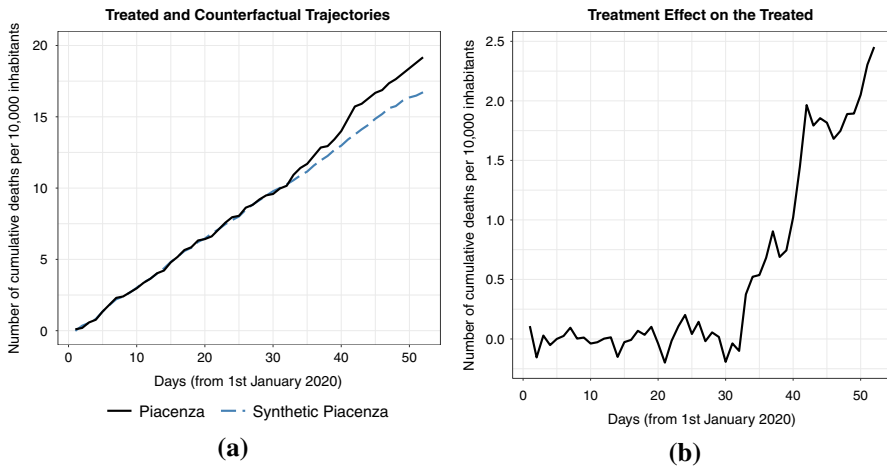 Treated and Counterfactual Trajectories
Number of cumulative deaths per 10,000 inhabitants
20
15
10
5
0
0 10 20 30 40 50
Days (from 1st January 2020)
Piacenza Synthetic Piacenza
(a)
Treatment Effect on the Treated
Number of cumulative deaths per 10,000 inhabitants
2.5
2.0
1.5
1.0
0.5
0.0
0 10 20 30 40 50
Days (from 1st January 2020)
(b)